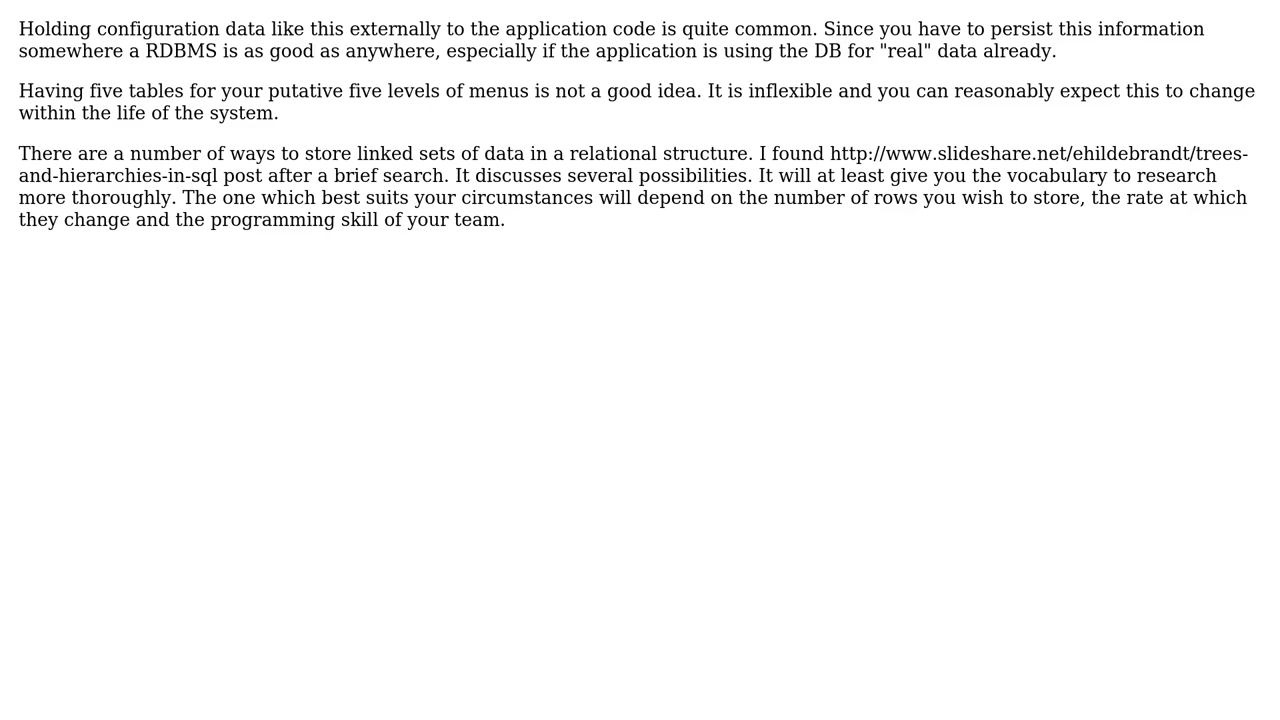 Holding configuration data like this externally to the application code is quite common. Since you have to persist this information
somewhere a RDBMS is as good as anywhere, especially if the application is using the DB for "real" data already.
Having five tables for your putative five levels of menus is not a good idea. It is inflexible and you can reasonably expect this to change
within the life of the system.
There are a number of ways to store linked sets of data in a relational structure. I found http://www.slideshare.net/ehildebrandt/trees-
and-hierarchies-in-sql post after a brief search. It discusses several possibilities. It will at least give you the vocabulary to research
more thoroughly. The one which best suits your circumstances will depend on the number of rows you wish to store, the rate at which
they change and the programming skill of your team.